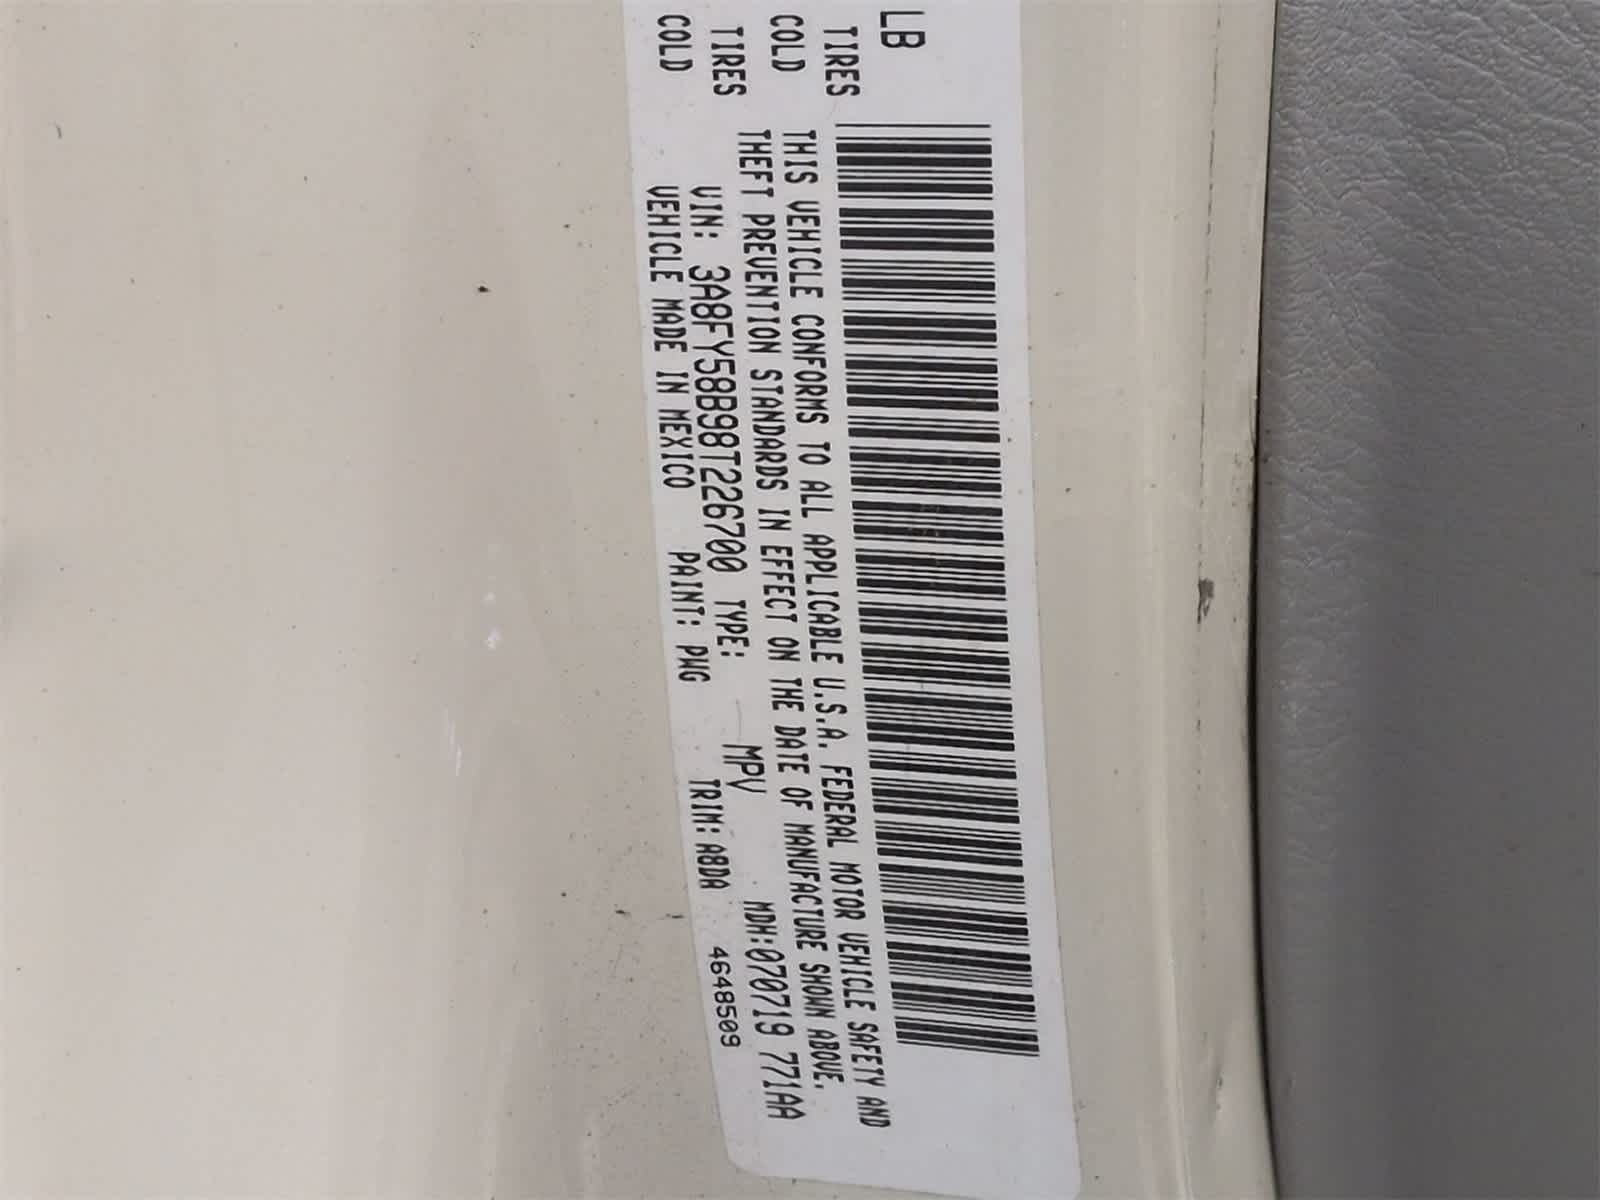 LB
TIRES
COLD
TIRES
COLD
THIS VEHICLE CONFORMS TO ALL APPLICABLE U.S.A. FEDERAL MOTOR VEHICLE SAFETY AND
THEFT PREVENTION STANDARDS IN EFFECT ON THE DATE OF MANUFACTURE SHOWN ABOVE.
VIN: 3A8FY58B98T226700 TYPE: MPV MDH:070719 771AA
VEHICLE MADE IN MEXICO PAINT: PWG TRIM: A8DA 4648509